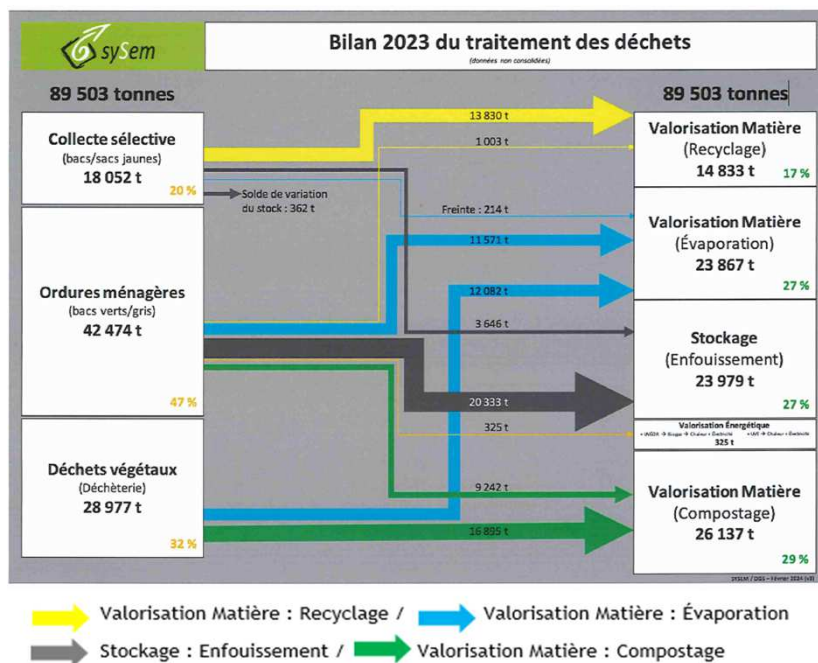 sySem
Bilan 2023 du traitement des déchets
(données non consolidées)
89 503 tonnes
89 503 tonnes
Collecte sélective
(bacs/sacs jaunes)
18 052 t
20 %
Ordures ménagères
(bacs verts/gris)
42 474 t
47 %
Déchets végétaux
(Déchèterie)
28 977 t
32 %
13 830 t
1 003 t
Solde de variation
du stock : 362 t
Freinte : 214 t
11 571 t
12 082 t
3 646 t
20 333 t
325 t
9 242 t
16 895 t
Valorisation Matière
(Recyclage)
14 833 t
17 %
Valorisation Matière
(Évaporation)
23 867 t
27 %
Stockage
(Enfouissement)
23 979 t
27 %
Valorisation Énergétique
325 t
Valorisation Matière
(Compostage)
26 137 t
29 %
Valorisation Matière : Recyclage / Valorisation Matière : Évaporation
Stockage : Enfouissement / Valorisation Matière : Compostage